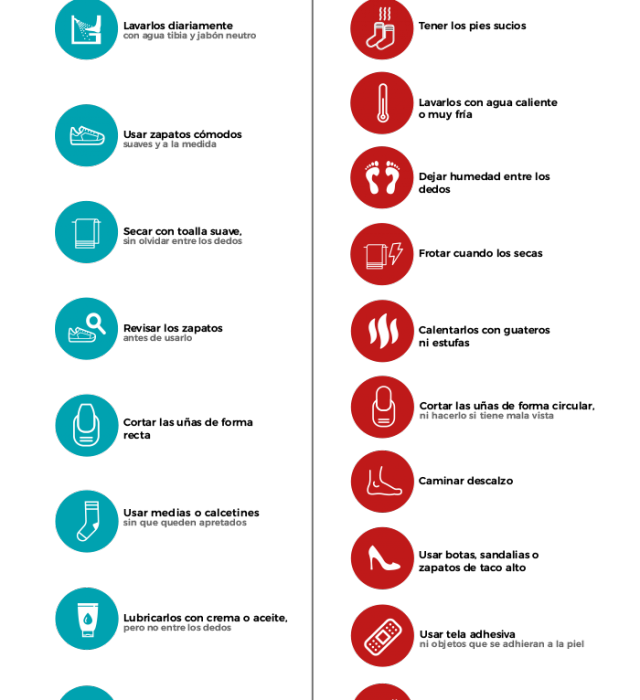 Lavarlos diariamente
con agua tibia y jabón neutro
Usar zapatos cómodos
suaves y a la medida
Secar con toalla suave,
sin olvidar entre los dedos
Revisar los zapatos
antes de usarlo
Cortar las uñas de forma
recta
Usar medias o calcetines
sin que queden apretados
Lubricarlos con crema o aceite,
pero no entre los dedos
Tener los pies sucios
Lavarlos con agua caliente
o muy fría
Dejar humedad entre los
dedos
Frotar cuando los secas
Calentarlos con guateros
ni estufas
Cortar las uñas de forma circular,
ni hacerlo si tiene mala vista
Caminar descalzo
Usar botas, sandalias o
zapatos de taco alto
Usar tela adhesiva
ni objetos que se adhieran a la piel